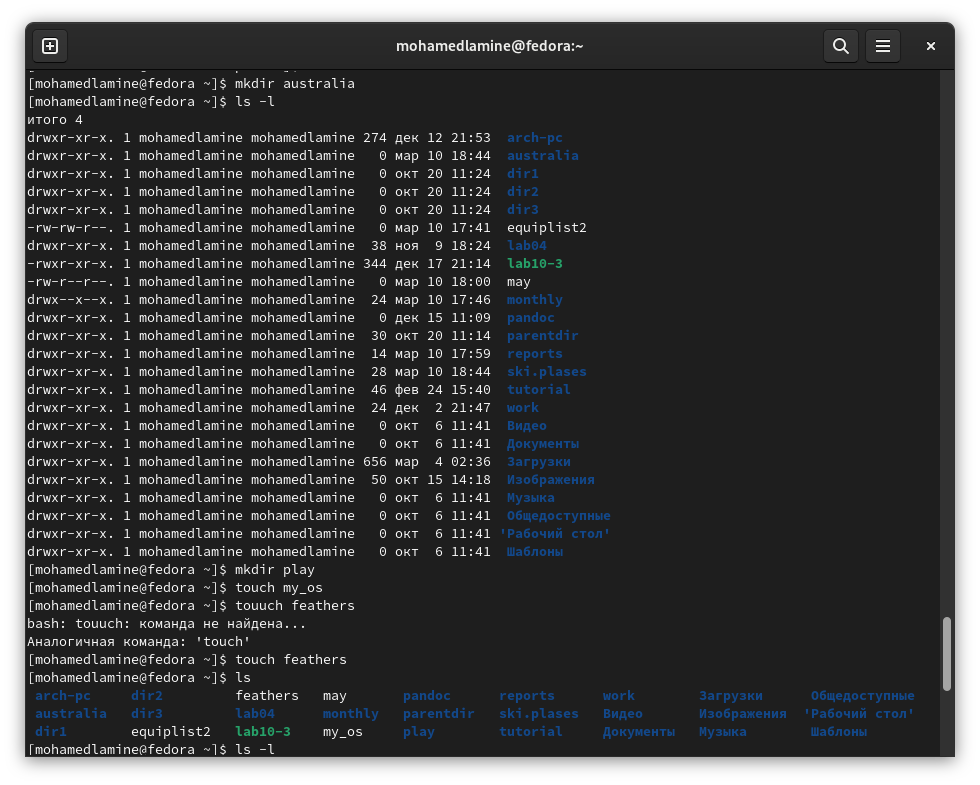 mohamedlamine@fedora:~
[mohamedlamine@fedora ~]$ mkdir australia
[mohamedlamine@fedora ~]$ ls -l
итого 4
drwxr-xr-x. 1 mohamedlamine mohamedlamine 274 дек 12 21:53  arch-pc
drwxr-xr-x. 1 mohamedlamine mohamedlamine   0 мар 10 18:44  australia
drwxr-xr-x. 1 mohamedlamine mohamedlamine   0 окт 20 11:24  dir1
drwxr-xr-x. 1 mohamedlamine mohamedlamine   0 окт 20 11:24  dir2
drwxr-xr-x. 1 mohamedlamine mohamedlamine   0 окт 20 11:24  dir3
-rw-rw-r--. 1 mohamedlamine mohamedlamine   0 мар 10 17:41  equiplist2
drwxr-xr-x. 1 mohamedlamine mohamedlamine  38 ноя  9 18:24  lab04
-rwxr-xr-x. 1 mohamedlamine mohamedlamine 344 дек 17 21:14  lab10-3
-rw-r--r--. 1 mohamedlamine mohamedlamine   0 мар 10 18:00  may
drwx--x--x. 1 mohamedlamine mohamedlamine  24 мар 10 17:46  monthly
drwxr-xr-x. 1 mohamedlamine mohamedlamine   0 дек 15 11:09  pandoc
drwxr-xr-x. 1 mohamedlamine mohamedlamine  30 окт 20 11:14  parentdir
drwxr-xr-x. 1 mohamedlamine mohamedlamine  14 мар 10 17:59  reports
drwxr-xr-x. 1 mohamedlamine mohamedlamine  28 мар 10 18:44  ski.plases
drwxr-xr-x. 1 mohamedlamine mohamedlamine  46 фев 24 15:40  tutorial
drwxr-xr-x. 1 mohamedlamine mohamedlamine  24 дек  2 21:47  work
drwxr-xr-x. 1 mohamedlamine mohamedlamine   0 окт  6 11:41  Видео
drwxr-xr-x. 1 mohamedlamine mohamedlamine   0 окт  6 11:41  Документы
drwxr-xr-x. 1 mohamedlamine mohamedlamine 656 мар  4 02:36  Загрузки
drwxr-xr-x. 1 mohamedlamine mohamedlamine  50 окт 15 14:18  Изображения
drwxr-xr-x. 1 mohamedlamine mohamedlamine   0 окт  6 11:41  Музыка
drwxr-xr-x. 1 mohamedlamine mohamedlamine   0 окт  6 11:41  Общедоступные
drwxr-xr-x. 1 mohamedlamine mohamedlamine   0 окт  6 11:41 'Рабочий стол'
drwxr-xr-x. 1 mohamedlamine mohamedlamine   0 окт  6 11:41  Шаблоны
[mohamedlamine@fedora ~]$ mkdir play
[mohamedlamine@fedora ~]$ touch my_os
[mohamedlamine@fedora ~]$ touuch feathers
bash: touuch: команда не найдена...
Аналогичная команда: 'touch'
[mohamedlamine@fedora ~]$ touch feathers
[mohamedlamine@fedora ~]$ ls
arch-pc     dir2         feathers   may       pandoc      reports      work        Загрузки      Общедоступные
australia   dir3         lab04      monthly   parentdir   ski.plases   Видео       Изображения  'Рабочий стол'
dir1        equiplist2   lab10-3    my_os     play        tutorial     Документы   Музыка        Шаблоны
[mohamedlamine@fedora ~]$ ls -l